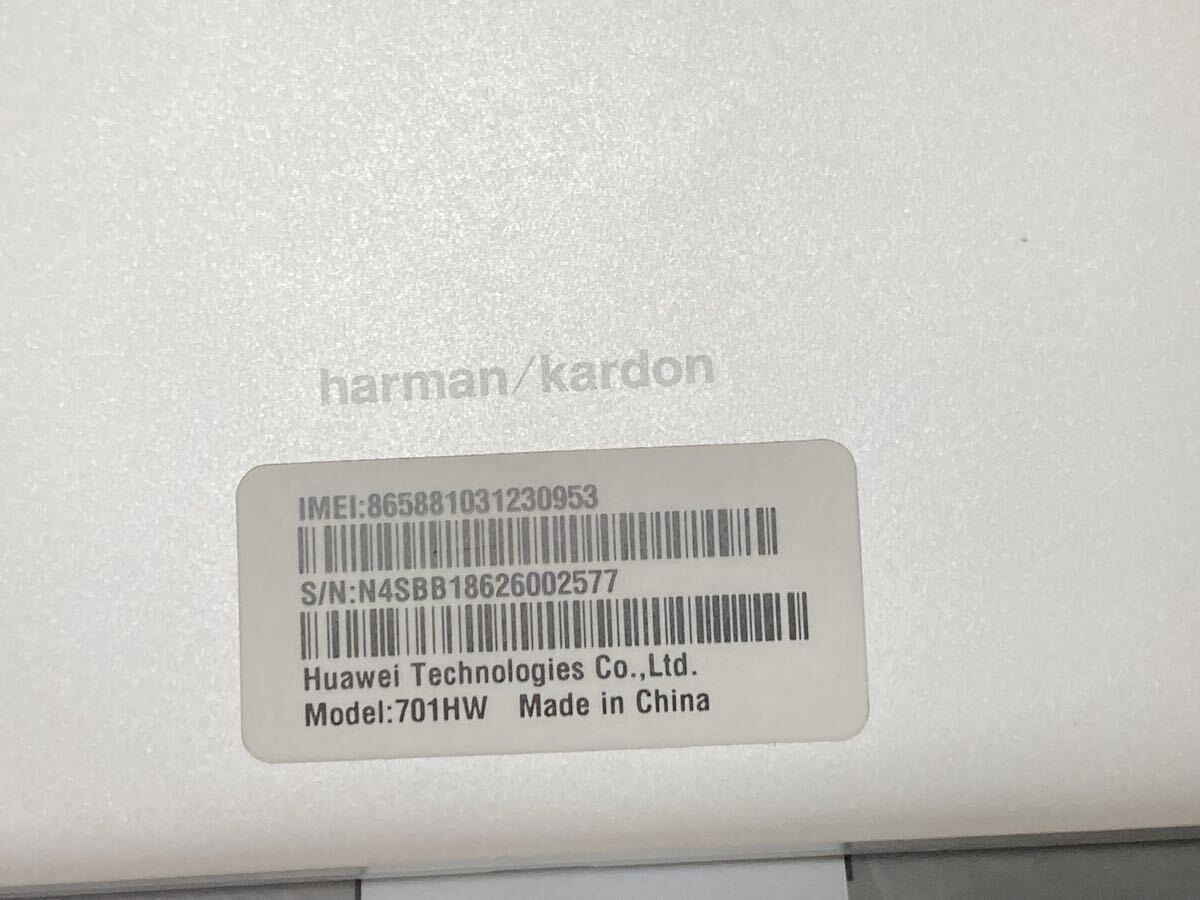 harman/kardon
IMEI:865881031230953
S/N:N4SBB18626002577
Huawei Technologies Co.,Ltd.
Model:701HW Made in China